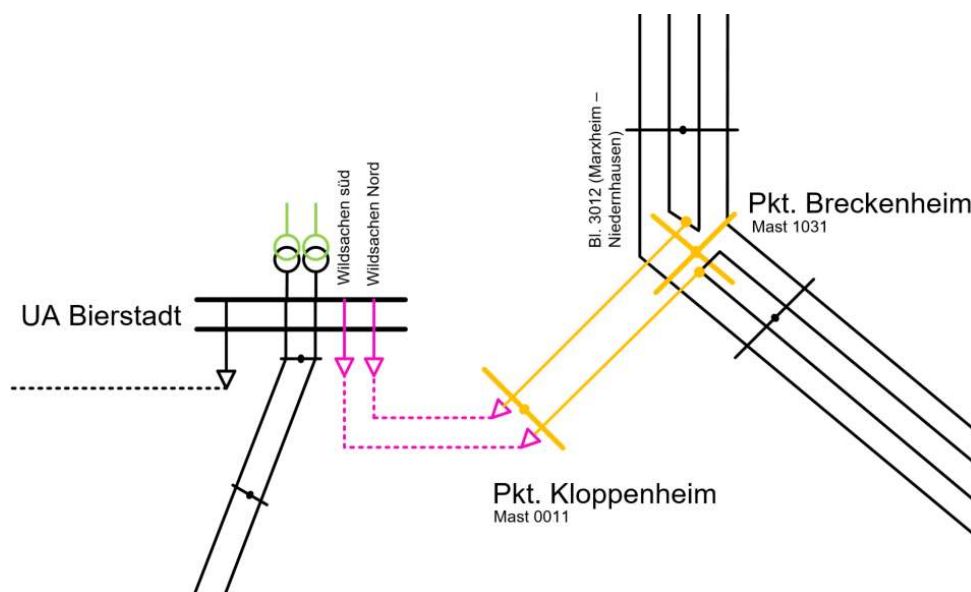 Bl. 3012 (Marxheim –
Niedernhausen)
Pkt. Breckenheim
Mast 1031
Wildsachen süd
Wildsachen Nord
UA Bierstadt
Pkt. Kloppenheim
Mast 0011